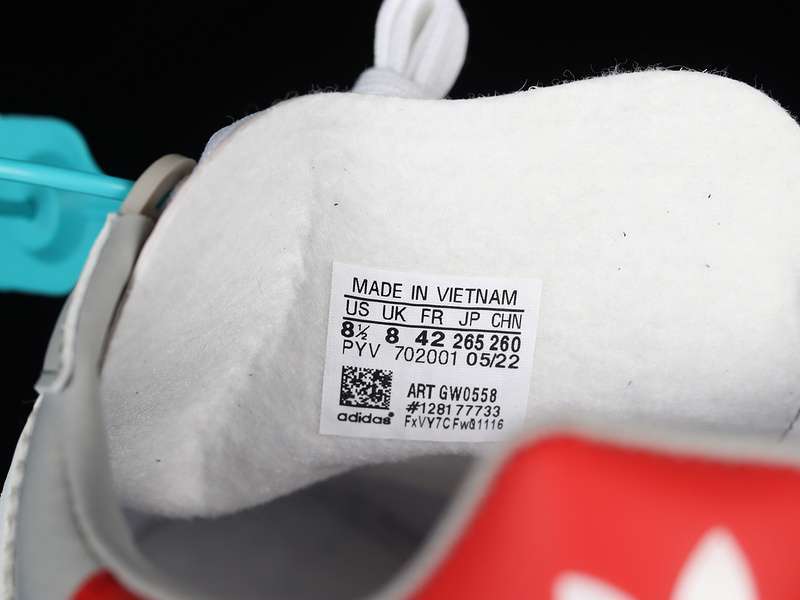 MADE IN VIETNAM
US UK FR JP CHN
8½ 8 42 265 260
PYV 702001 05/22
ART GW0558
#128177733
FxVY7CFwQ1116
adidas®